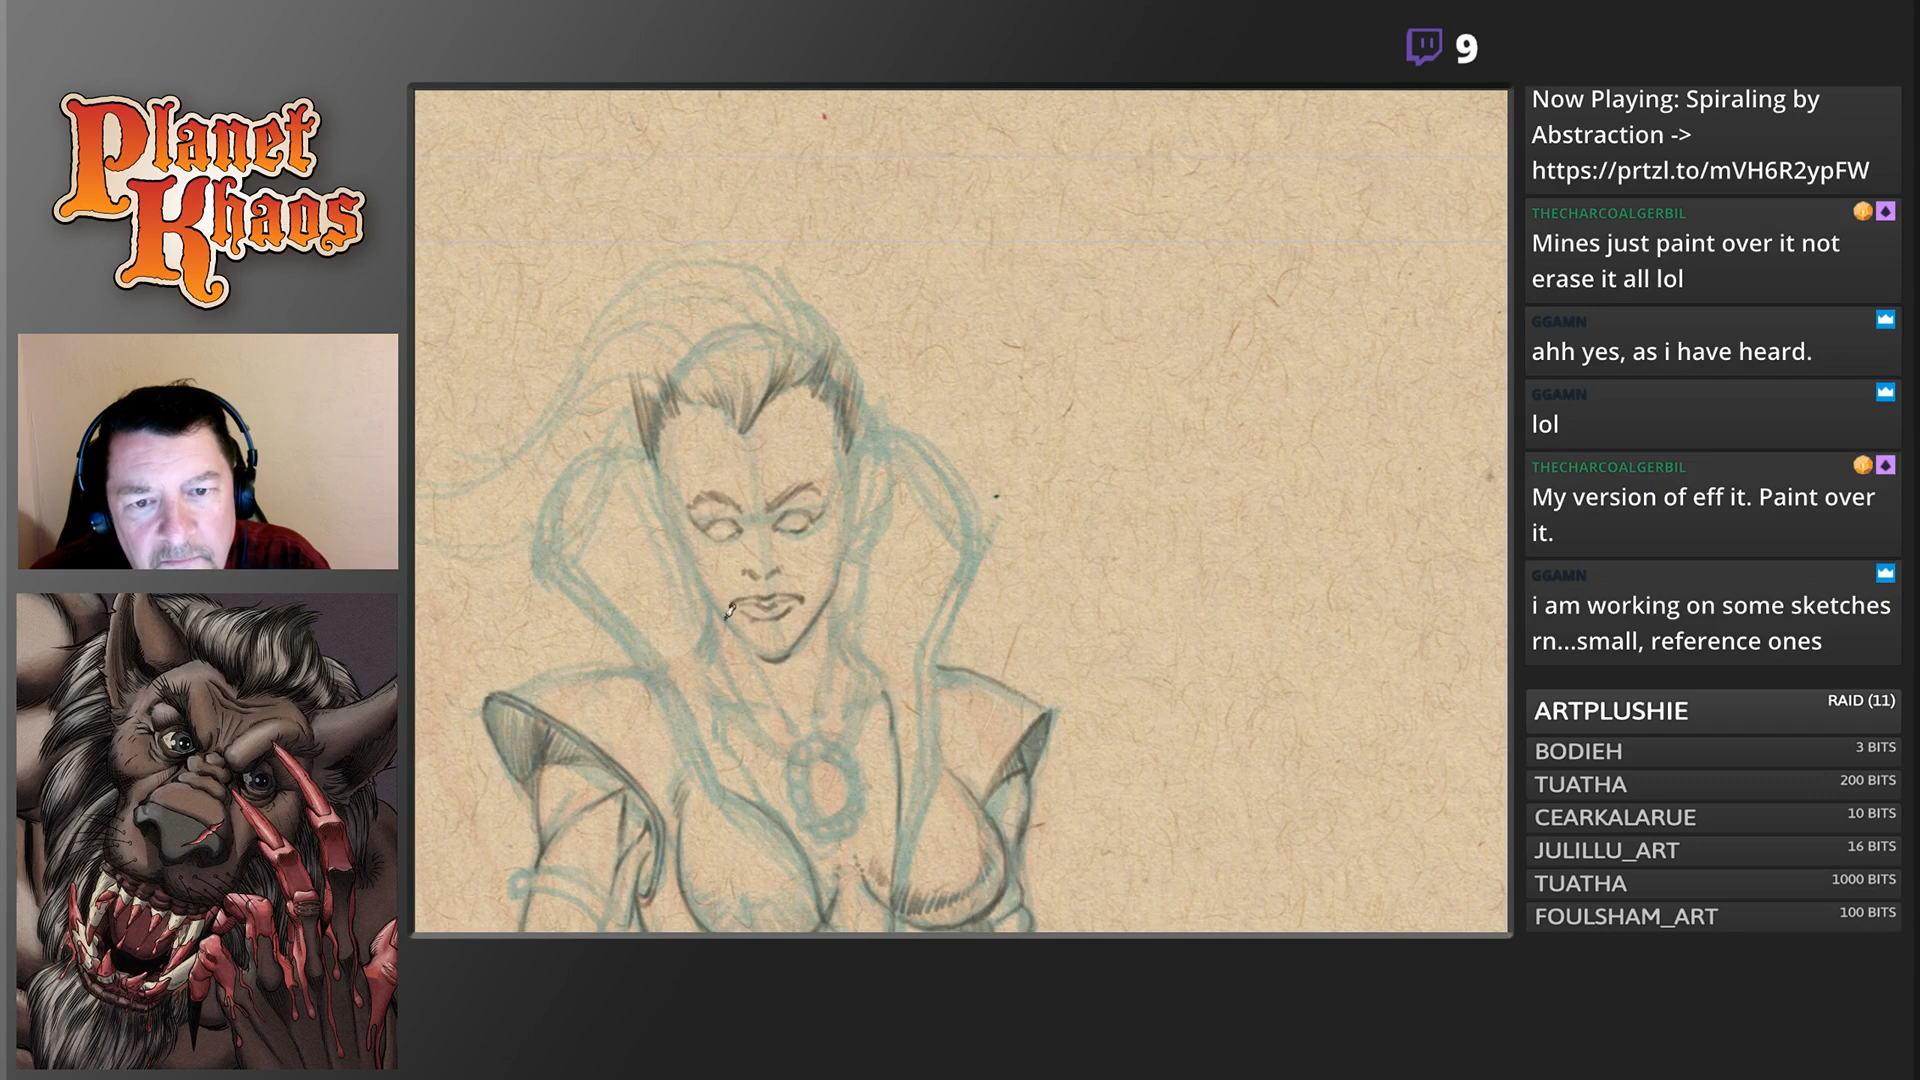 Planet
Khaos
9
Now Playing: Spiraling by
Abstraction ->
https://prtzl.to/mVH6R2ypFW
THECHARCOALGERBIL
Mines just paint over it not
erase it all lol
GGAMN
ahh yes, as i have heard.
GGAMN
lol
THECHARCOALGERBIL
My version of eff it. Paint over
it.
GGAMN
i am working on some sketches
rn...small, reference ones
ARTPLUSHIE RAID (11)
BODIEH 3 BITS
TUATHA 200 BITS
CEARKALARUE 10 BITS
JULILLU_ART 16 BITS
TUATHA 1000 BITS
FOULSHAM_ART 100 BITS